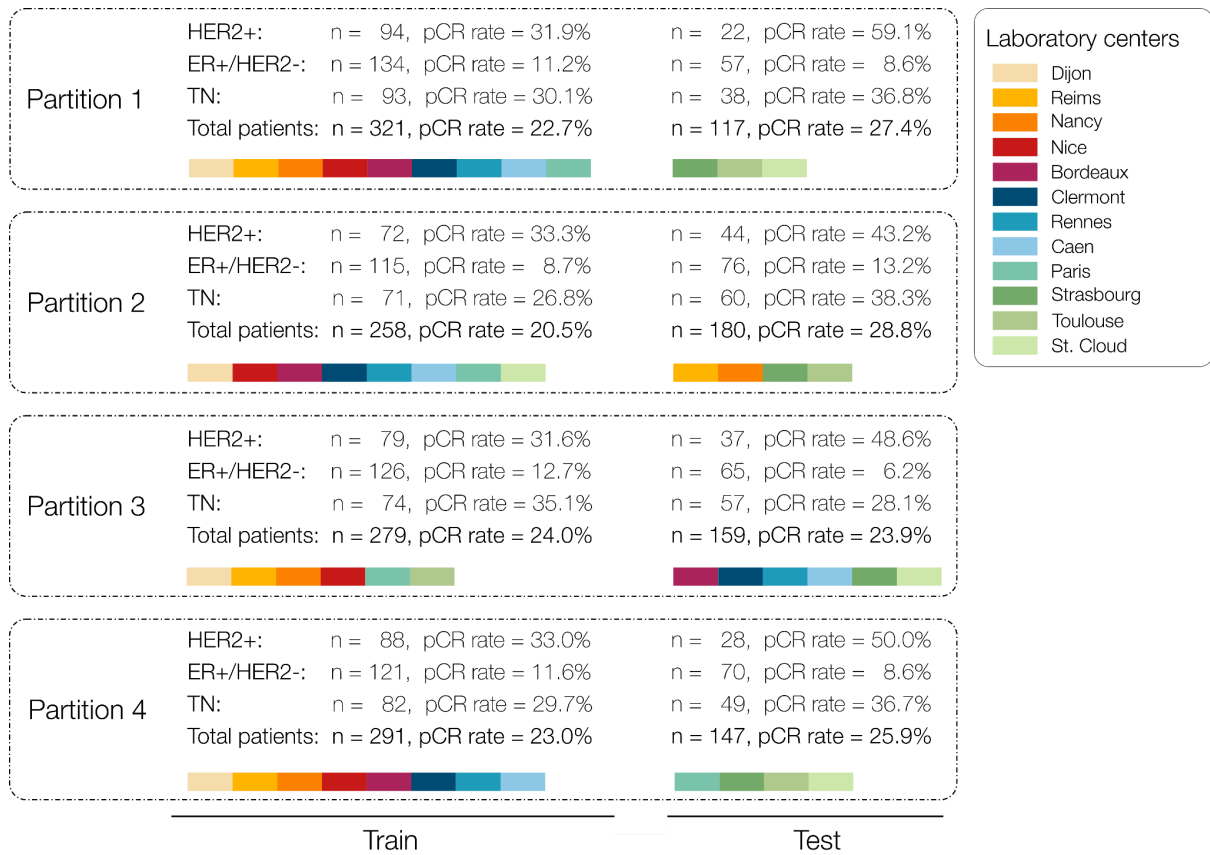 HER2+: n = 94, pCR rate = 31.9% n = 22, pCR rate = 59.1%
ER+/HER2-: n = 134, pCR rate = 11.2% n = 57, pCR rate = 8.6%
Partition 1
TN: n = 93, pCR rate = 30.1% n = 38, pCR rate = 36.8%
Total patients: n = 321, pCR rate = 22.7% n = 117, pCR rate = 27.4%
HER2+: n = 72, pCR rate = 33.3% n = 44, pCR rate = 43.2%
ER+/HER2-: n = 115, pCR rate = 8.7% n = 76, pCR rate = 13.2%
Partition 2
TN: n = 71, pCR rate = 26.8% n = 60, pCR rate = 38.3%
Total patients: n = 258, pCR rate = 20.5% n = 180, pCR rate = 28.8%
HER2+: n = 79, pCR rate = 31.6% n = 37, pCR rate = 48.6%
ER+/HER2-: n = 126, pCR rate = 12.7% n = 65, pCR rate = 6.2%
Partition 3
TN: n = 74, pCR rate = 35.1% n = 57, pCR rate = 28.1%
Total patients: n = 279, pCR rate = 24.0% n = 159, pCR rate = 23.9%
HER2+: n = 88, pCR rate = 33.0% n = 28, pCR rate = 50.0%
ER+/HER2-: n = 121, pCR rate = 11.6% n = 70, pCR rate = 8.6%
Partition 4
TN: n = 82, pCR rate = 29.7% n = 49, pCR rate = 36.7%
Total patients: n = 291, pCR rate = 23.0% n = 147, pCR rate = 25.9%
Train Test
Laboratory centers
Dijon
Reims
Nancy
Nice
Bordeaux
Clermont
Rennes
Caen
Paris
Strasbourg
Toulouse
St. Cloud